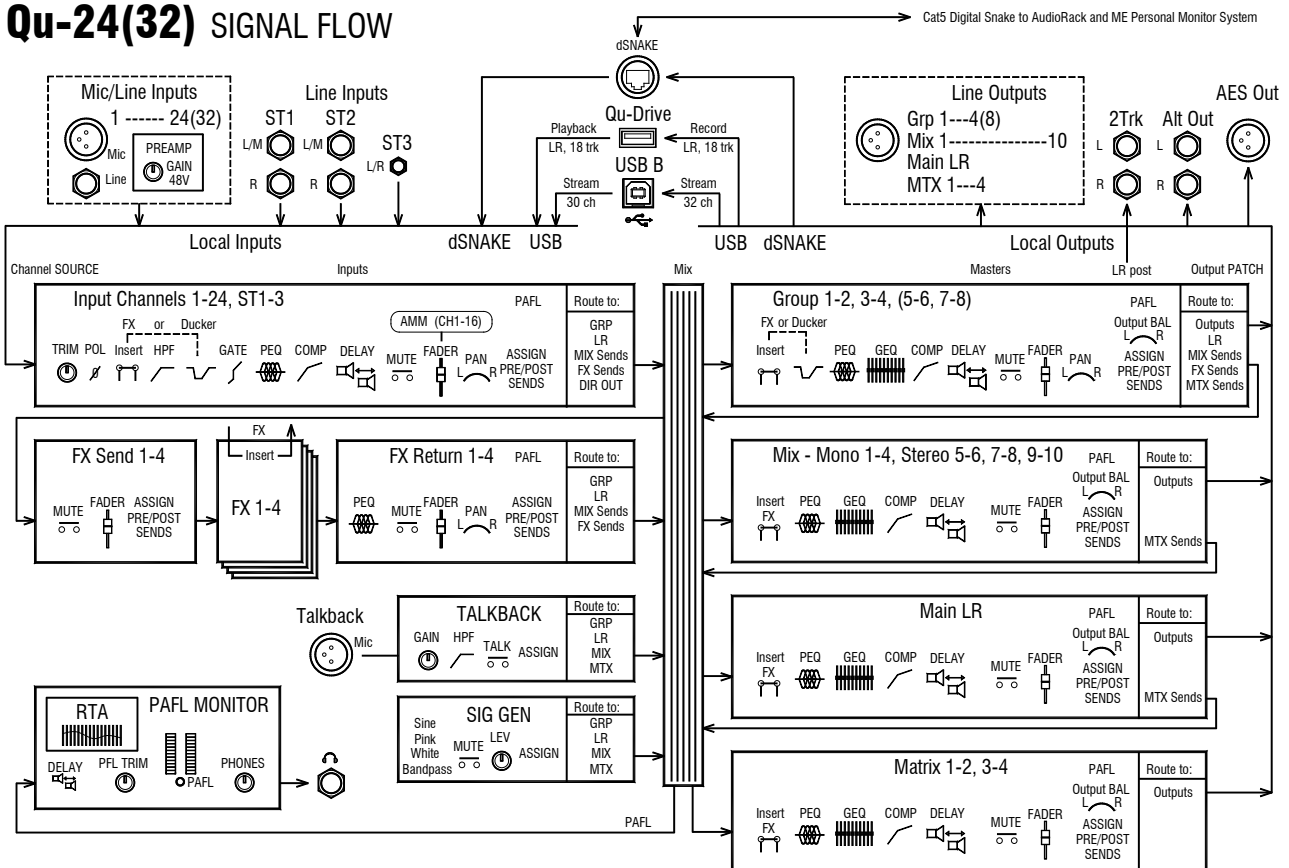 Qu-24(32) SIGNAL FLOW
Cat5 Digital Snake to AudioRack and ME Personal Monitor System
dSNAKE
Mic/Line Inputs
1 ------ 24(32)
Mic
Line
PREAMP
GAIN
48V
Line Inputs
ST1
L/M
R
ST2
L/M
R
ST3
L/R
Qu-Drive
Playback
LR, 18 trk
Record
LR, 18 trk
USB B
Stream
30 ch
Stream
32 ch
Line Outputs
Grp 1---4(8)
Mix 1----------------10
Main LR
MTX 1---4
2Trk
L
R
Alt Out
L
R
AES Out
Local Inputs
dSNAKE
USB
USB
dSNAKE
Local Outputs
Channel SOURCE
Inputs
Mix
Masters
LR post
Output PATCH
Input Channels 1-24, ST1-3
PAFL
FX or Ducker
AMM (CH1-16)
TRIM
POL
Insert
HPF
GATE
PEQ
COMP
DELAY
MUTE
FADER
PAN
L
R
ASSIGN
PRE/POST
SENDS
Route to:
GRP
LR
MIX Sends
FX Sends
DIR OUT
Group 1-2, 3-4, (5-6, 7-8)
PAFL
FX or Ducker
Insert
PEQ
GEQ
COMP
DELAY
MUTE
FADER
PAN
L
R
Output BAL
L
R
ASSIGN
PRE/POST
SENDS
Route to:
Outputs
LR
MIX Sends
FX Sends
MTX Sends
FX Send 1-4
MUTE
FADER
ASSIGN
PRE/POST
SENDS
FX
Insert
FX 1-4
FX Return 1-4
PAFL
PEQ
MUTE
FADER
PAN
L
R
ASSIGN
PRE/POST
SENDS
Route to:
GRP
LR
MIX Sends
FX Sends
Mix - Mono 1-4, Stereo 5-6, 7-8, 9-10
PAFL
Insert
FX
PEQ
GEQ
COMP
DELAY
MUTE
FADER
Output BAL
L
R
ASSIGN
PRE/POST
SENDS
Route to:
Outputs
MTX Sends
Talkback
Mic
TALKBACK
GAIN
HPF
TALK
ASSIGN
Route to:
GRP
LR
MIX
MTX
Main LR
PAFL
Insert
FX
PEQ
GEQ
COMP
DELAY
MUTE
FADER
Output BAL
L
R
ASSIGN
PRE/POST
SENDS
Route to:
Outputs
MTX Sends
RTA
PAFL MONITOR
DELAY
PFL TRIM
PAFL
PHONES
SIG GEN
Sine
Pink
White
Bandpass
MUTE
LEV
ASSIGN
Route to:
GRP
LR
MIX
MTX
PAFL
Matrix 1-2, 3-4
PAFL
Insert
FX
PEQ
GEQ
COMP
DELAY
MUTE
FADER
Output BAL
L
R
ASSIGN
PRE/POST
SENDS
Route to:
Outputs